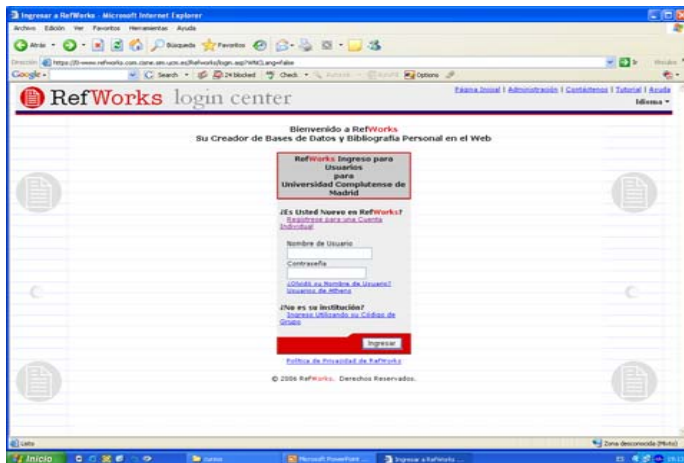 Ingresar a RefWorks - Microsoft Internet Explorer
Archivo Edición Ver Favoritos Herramientas Ayuda
Atrás Búsqueda Favoritos
Google Search 24 blocked Check Options
RefWorks login center
Página Inicial | Administración | Contáctenos | Tutorial | Ayuda
Idioma
Bienvenido a RefWorks
Su Creador de Bases de Datos y Bibliografía Personal en el Web
RefWorks Ingreso para
Usuarios
para
Universidad Complutense de
Madrid
¿Es Usted Nuevo en RefWorks?
Regístrese para una Cuenta
Individual
Nombre de Usuario
Contraseña
¿Olvidó su Nombre de Usuario?
Usuarios de Athens
¿No es su institución?
Ingrese Utilizando su Código de
Grupo
Ingresar
Política de Privacidad de RefWorks
© 2006 RefWorks. Derechos Reservados.
Listo
Zona desconocida (Mixto)
Inicio
Microsoft PowerPoint ...
Ingresar a RefWorks ...
ES